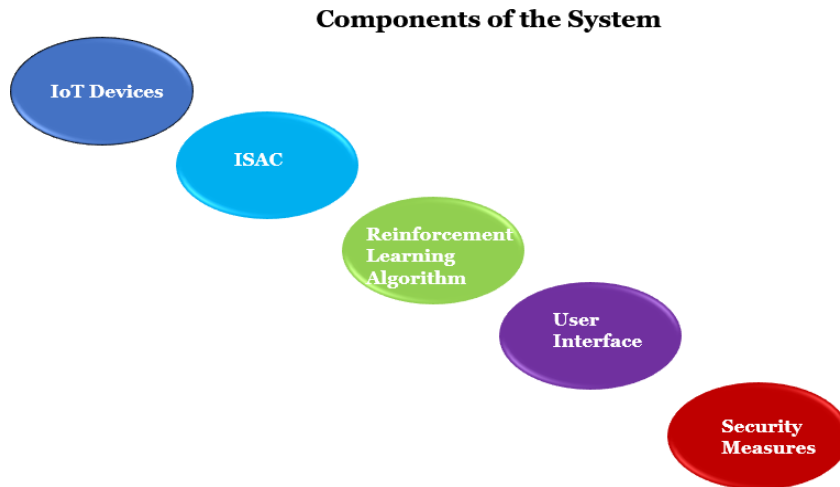 Components of the System
IoT Devices
ISAC
Reinforcement
Learning
Algorithm
User
Interface
Security
Measures